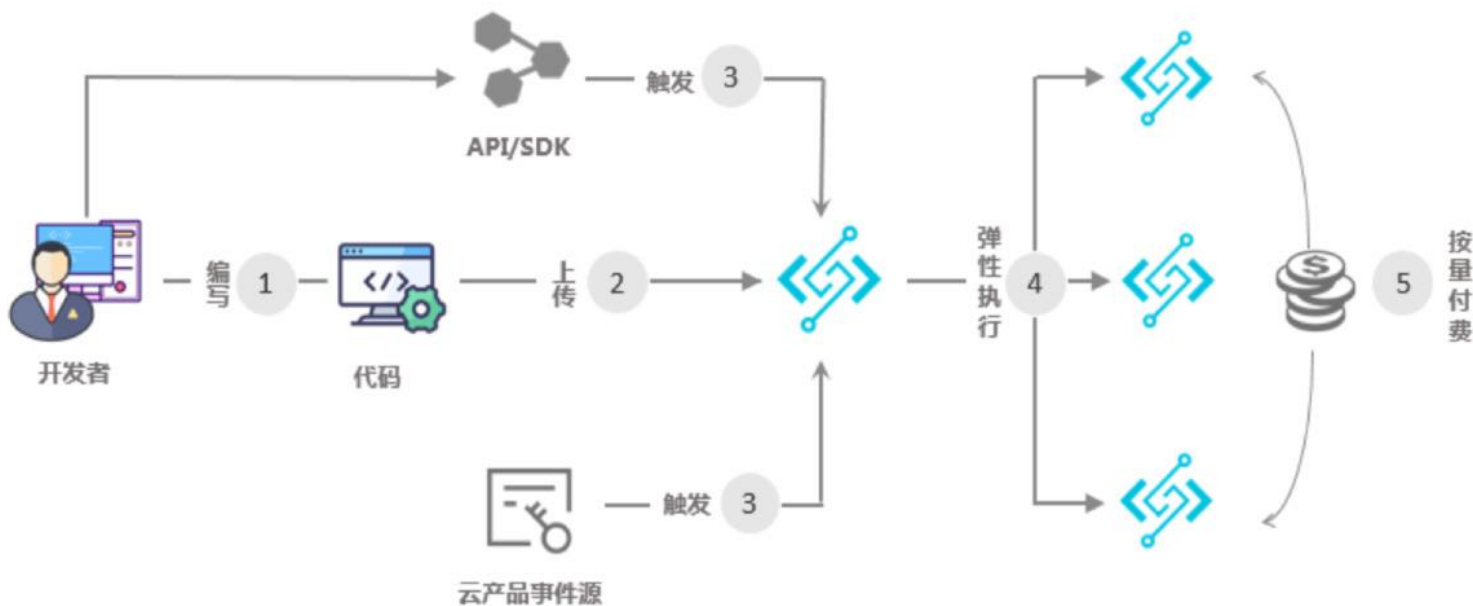 触发 3
API/SDK
编写 1
上传 2
弹性执行 4
5 按量付费
开发者
代码
触发 3
云产品事件源